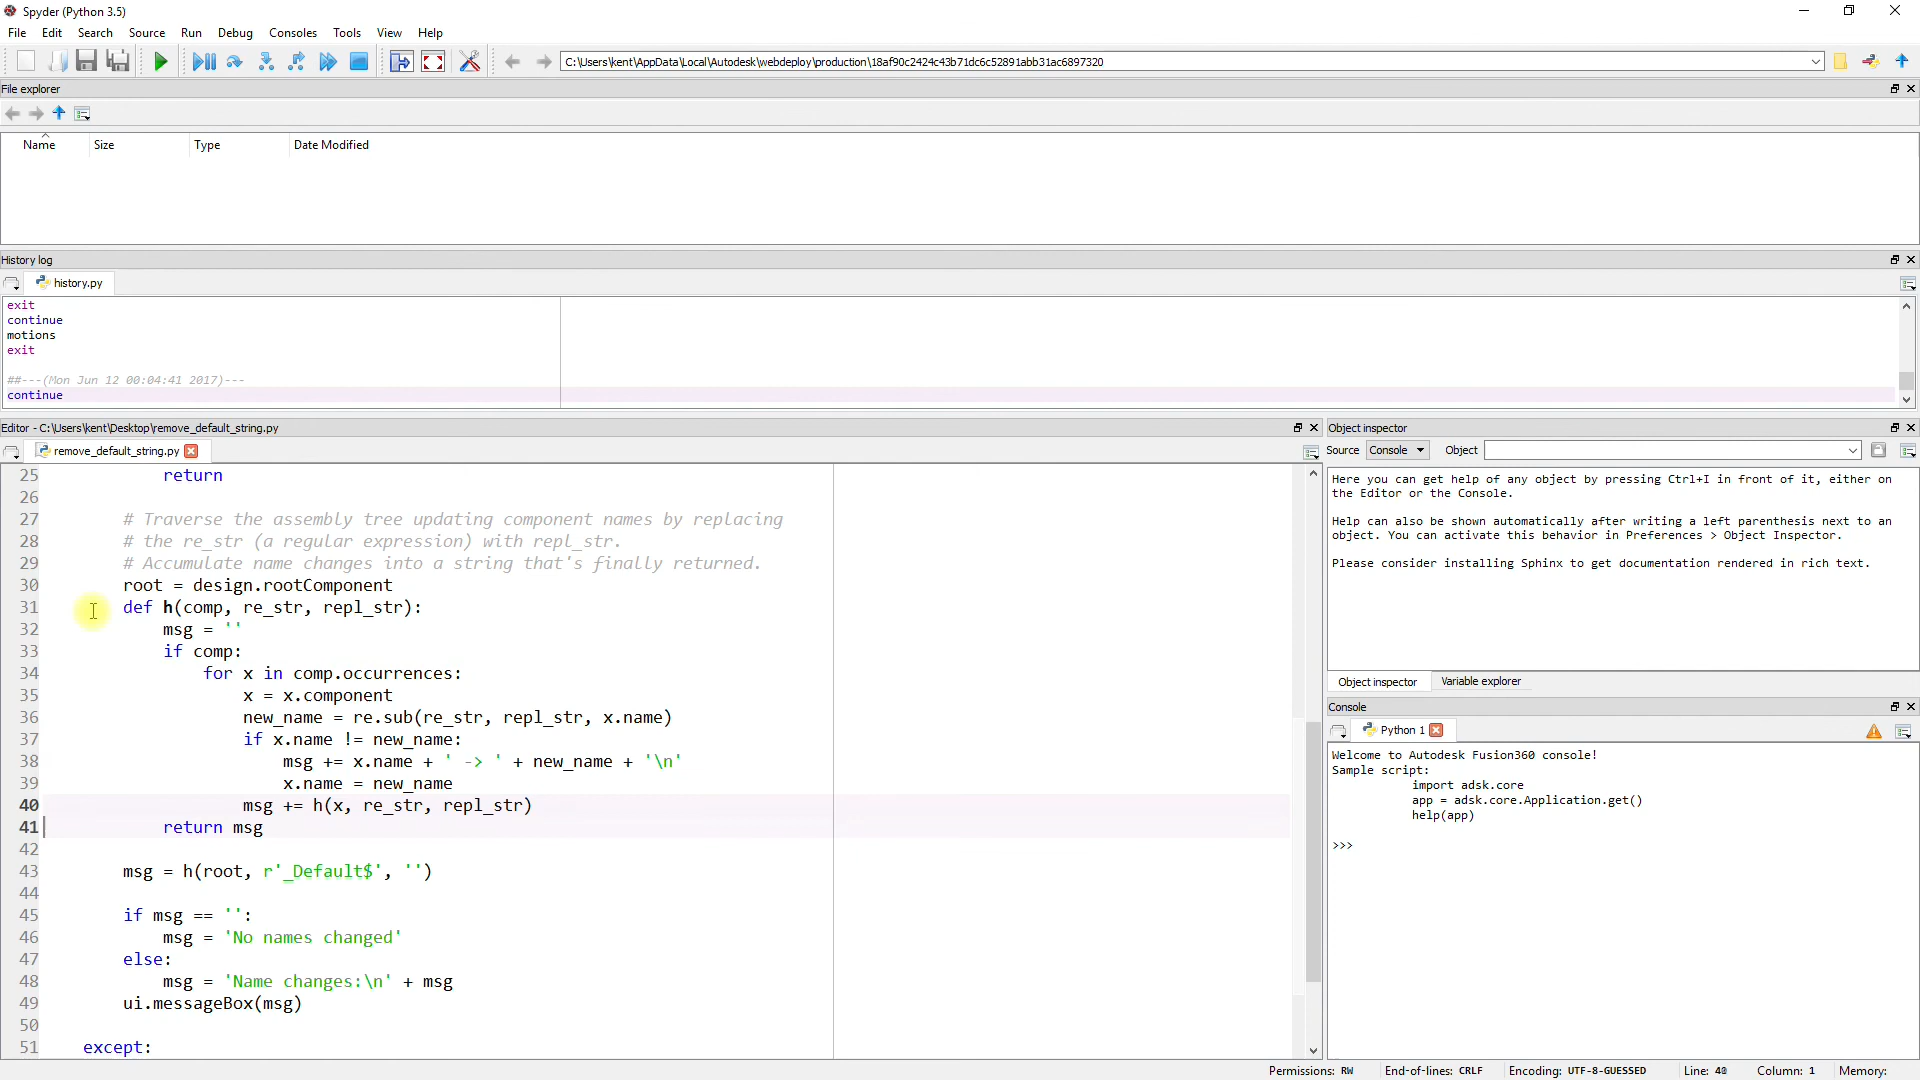 Spyder (Python 3.5)
File Edit Search Source Run Debug Consoles Tools View Help
C:\Users\kent\AppData\Local\Autodesk\webdeploy\production\18af90c2424c43b71dc6c52891abb31ac6897320
File explorer
Name Size Type Date Modified
History log
history.py
exit
continue
motions
exit
##---(Mon Jun 12 00:04:41 2017)---
continue
Editor - C:\Users\kent\Desktop\remove_default_string.py
remove_default_string.py
25 return
26
27 # Traverse the assembly tree updating component names by replacing
28 # the re_str (a regular expression) with repl_str.
29 # Accumulate name changes into a string that's finally returned.
30 root = design.rootComponent
31 def h(comp, re_str, repl_str):
32 msg = ''
33 if comp:
34 for x in comp.occurrences:
35 x = x.component
36 new_name = re.sub(re_str, repl_str, x.name)
37 if x.name != new_name:
38 msg += x.name + ' -> ' + new_name + '\n'
39 x.name = new_name
40 msg += h(x, re_str, repl_str)
41 return msg
42
43 msg = h(root, r'_Default$', '')
44
45 if msg == '':
46 msg = 'No names changed'
47 else:
48 msg = 'Name changes:\n' + msg
49 ui.messageBox(msg)
50
51 except:
Object inspector
Source Console Object
Here you can get help of any object by pressing Ctrl+I in front of it, either on
the Editor or the Console.
Help can also be shown automatically after writing a left parenthesis next to an
object. You can activate this behavior in Preferences > Object Inspector.
Please consider installing Sphinx to get documentation rendered in rich text.
Object inspector Variable explorer
Console
Python 1
Welcome to Autodesk Fusion360 console!
Sample script:
import adsk.core
app = adsk.core.Application.get()
help(app)
>>>
Permissions: RW End-of-lines: CRLF Encoding: UTF-8-GUESSED Line: 40 Column: 1 Memory: